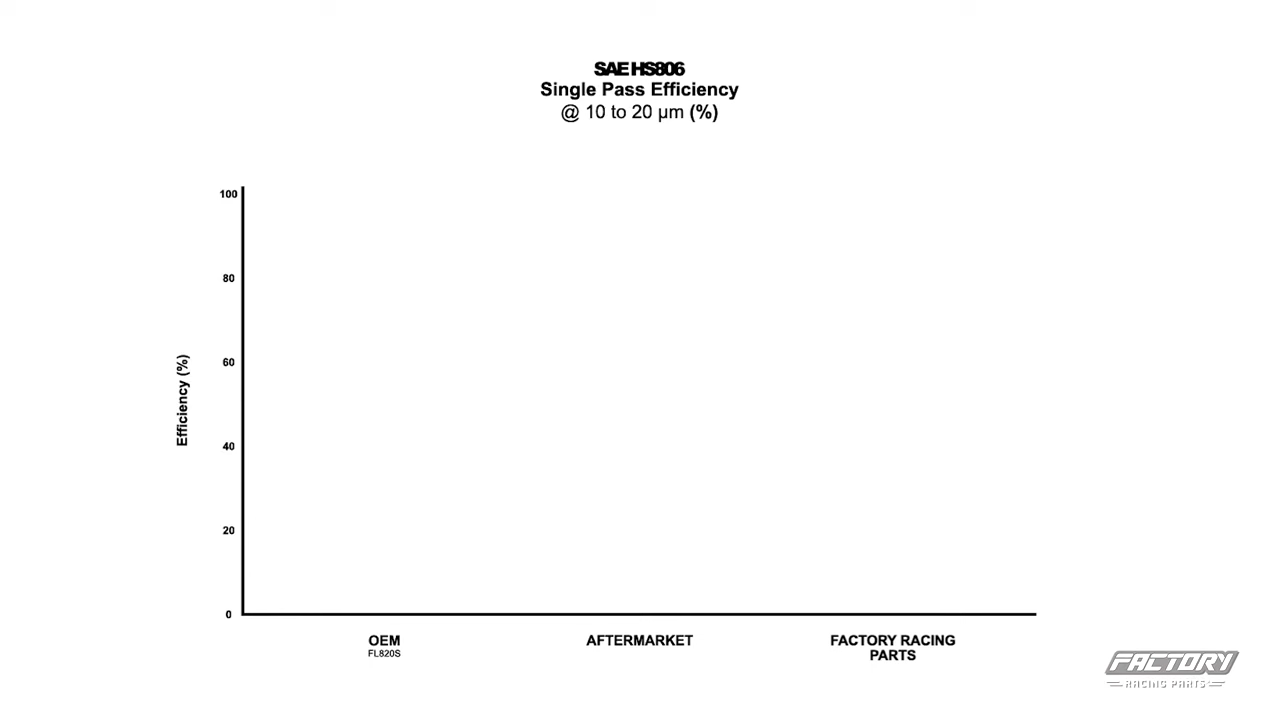 SAE HS806
Single Pass Efficiency
@ 10 to 20 µm (%)
100
80
60
40
20
0
Efficiency (%)
OEM
FL820S
AFTERMARKET
FACTORY RACING
PARTS
FACTORY
RACING PARTS